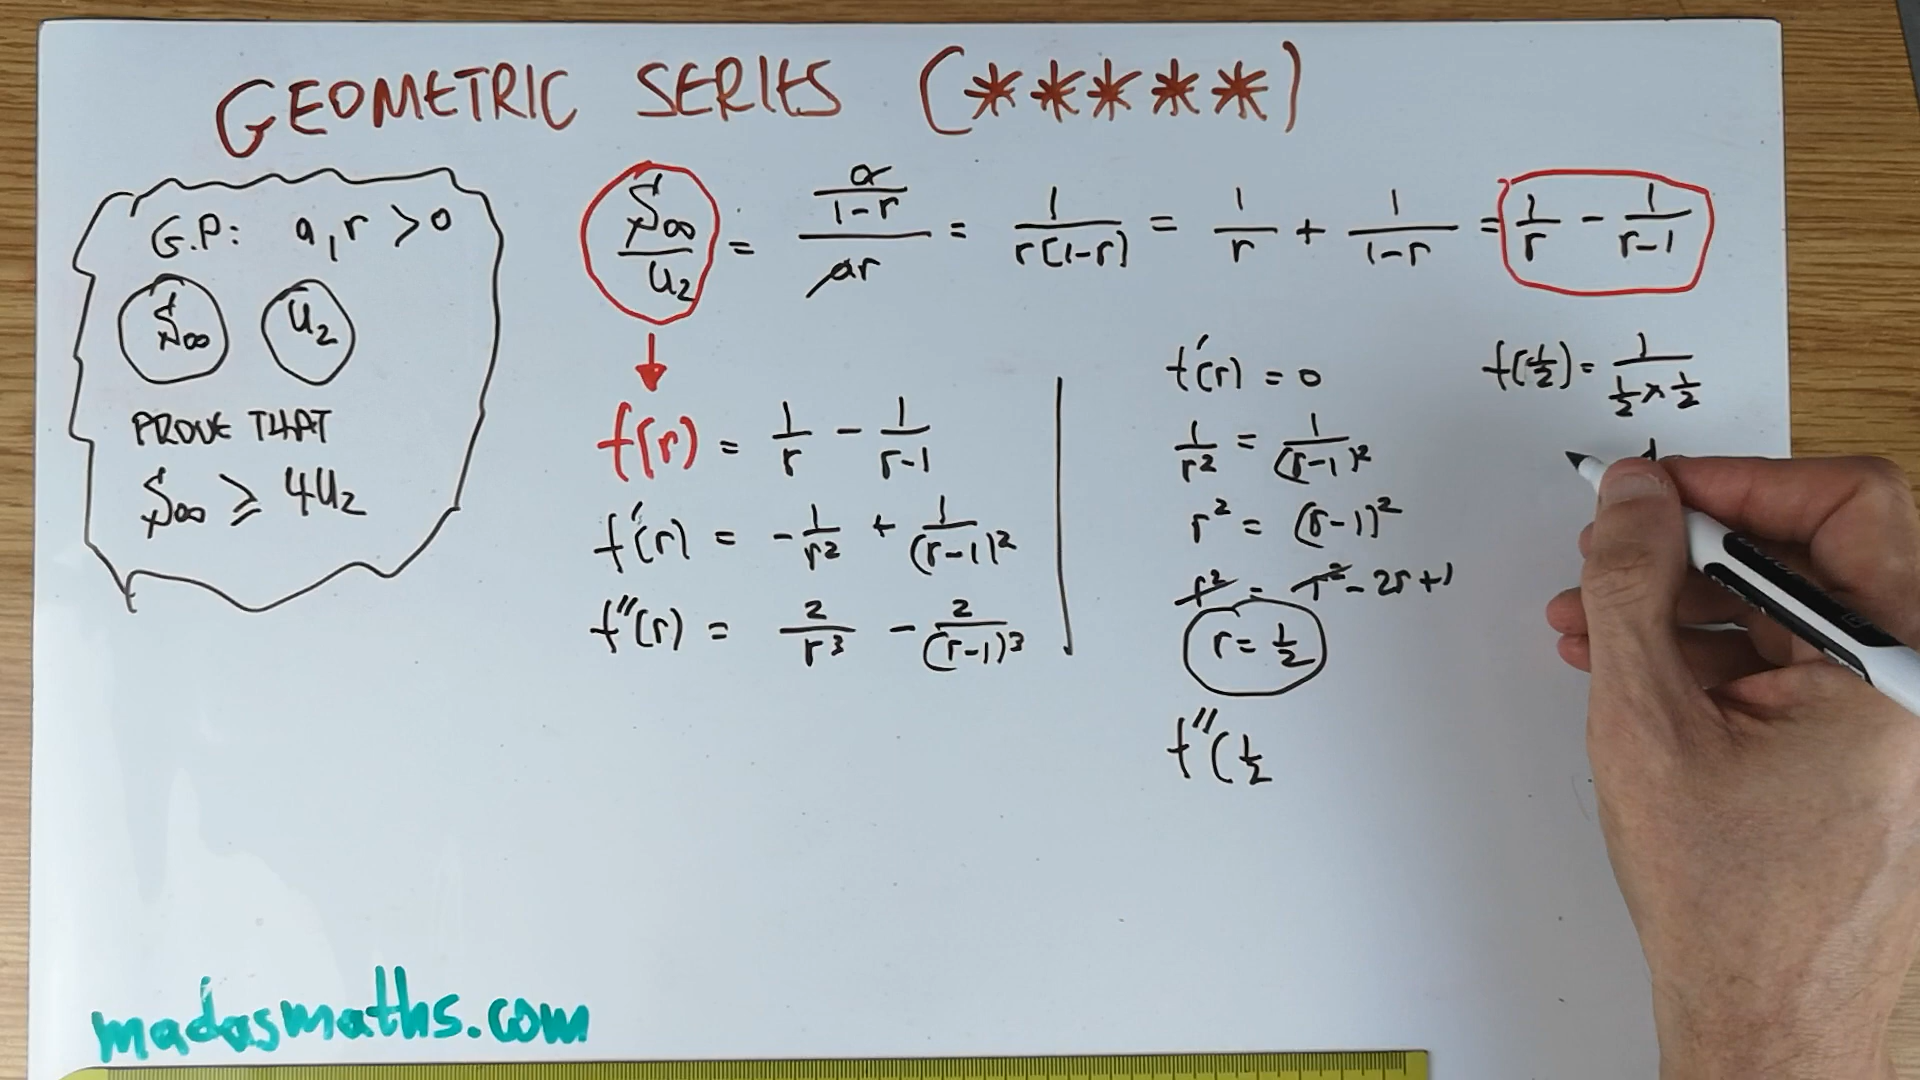 GEOMETRIC SERIES (*****)
G.P: a, r > 0
S∞ U₂
PROVE THAT
S∞ ⩾ 4U₂
S∞/U₂ = (a/(1-r))/(ar) = 1/(r(1-r)) = 1/r + 1/(1-r) = 1/r - 1/(r-1)
f(r) = 1/r - 1/(r-1)
f'(r) = -1/r² + 1/(r-1)²
f''(r) = 2/r³ - 2/(r-1)³
f'(r) = 0
1/r² = 1/(r-1)²
r² = (r-1)²
r² = r² - 2r + 1
r = 1/2
f''(1/2
f(1/2) = 1/(1/2 × 1/2)
madasmaths.com